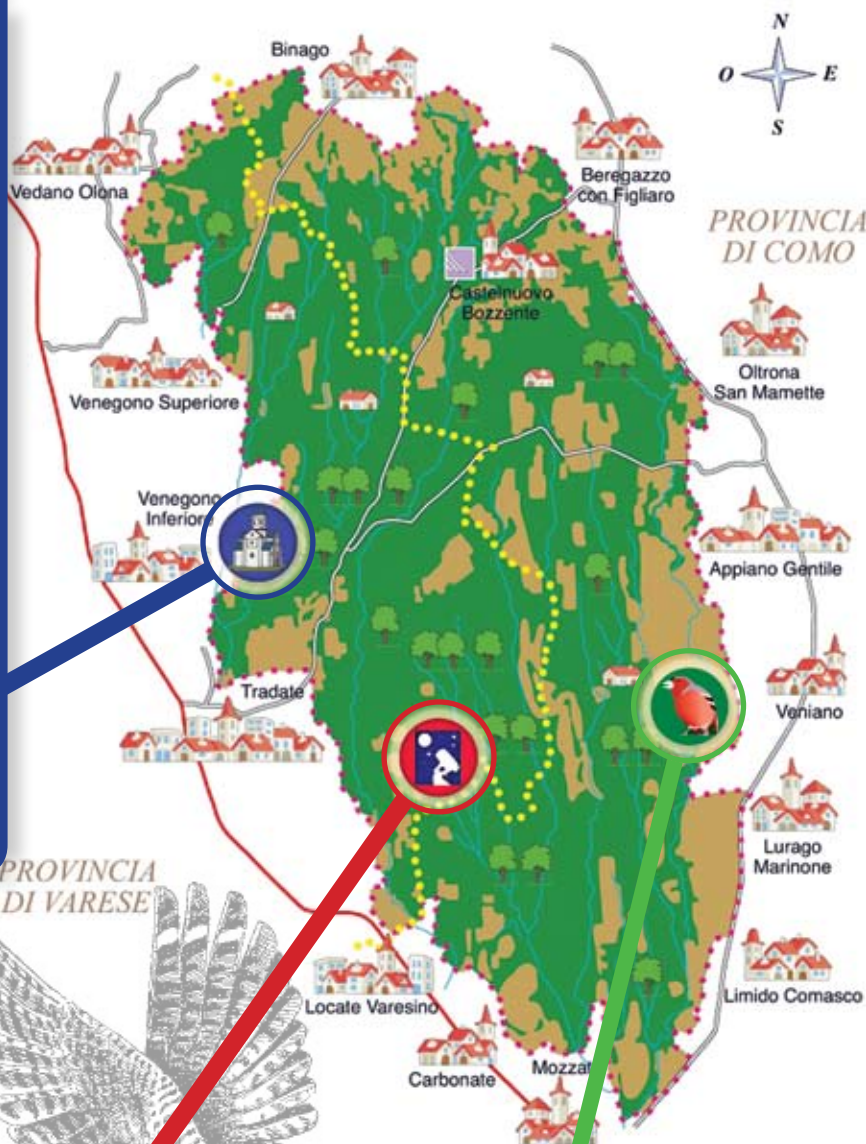 N
O
E
S
Binago
Vedano Olona
Beregazzo
con Figliaro
PROVINCIA
DI COMO
Castelnuovo
Bozzente
Oltrona
San Mamette
Venegono Superiore
Venegono
Inferiore
Appiano Gentile
Tradate
Veniano
Lurago
Marinone
PROVINCIA
DI VARESE
Locate Varesino
Limido Comasco
Carbonate
Mozzat